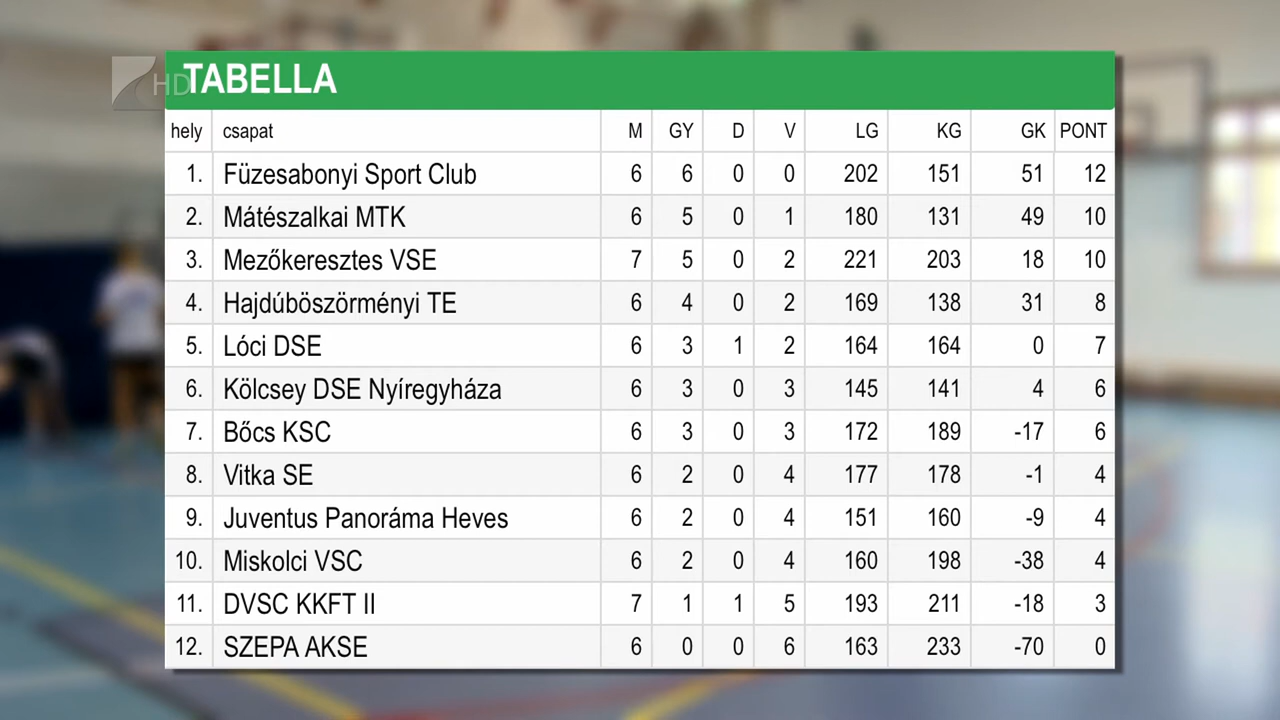 HD
TABELLA
hely csapat M GY D V LG KG GK PONT
1. Füzesabonyi Sport Club 6 6 0 0 202 151 51 12
2. Mátészalkai MTK 6 5 0 1 180 131 49 10
3. Mezőkeresztes VSE 7 5 0 2 221 203 18 10
4. Hajdúböszörményi TE 6 4 0 2 169 138 31 8
5. Lóci DSE 6 3 1 2 164 164 0 7
6. Kölcsey DSE Nyíregyháza 6 3 0 3 145 141 4 6
7. Bőcs KSC 6 3 0 3 172 189 -17 6
8. Vitka SE 6 2 0 4 177 178 -1 4
9. Juventus Panoráma Heves 6 2 0 4 151 160 -9 4
10. Miskolci VSC 6 2 0 4 160 198 -38 4
11. DVSC KKFT II 7 1 1 5 193 211 -18 3
12. SZEPA AKSE 6 0 0 6 163 233 -70 0